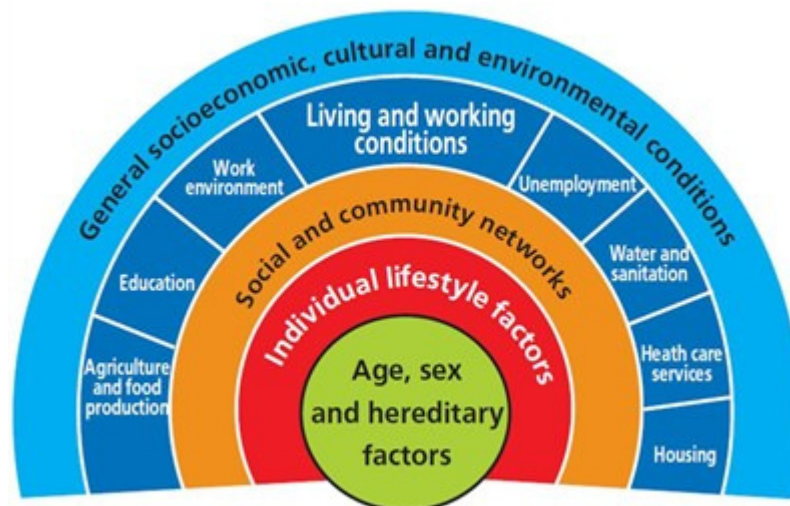 General socioeconomic, cultural and environmental conditions
Living and working
conditions
Work
environment
Unemployment
Education
Water and
sanitation
Agriculture
and food
production
Heath care
services
Housing
Social and community networks
Individual lifestyle factors
Age, sex
and hereditary
factors